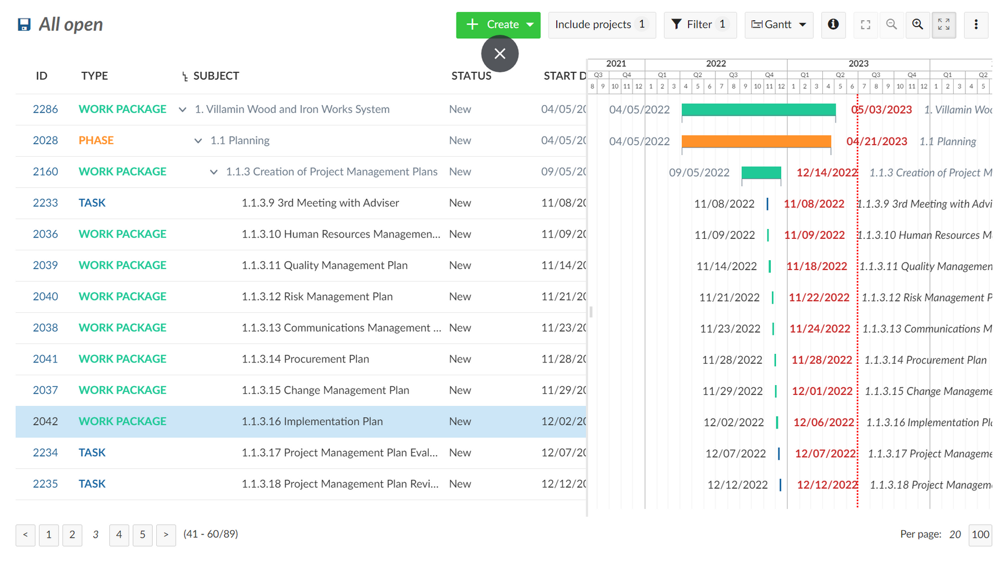 All open
Create
Include projects 1
Filter 1
Gantt
ID TYPE SUBJECT STATUS START D
2021 2022 2023
Q3 Q4 Q1 Q2 Q3 Q4 Q1 Q2 Q3 Q4 Q1 Q2
8 9 10 11 12 1 2 3 4 5 6 7 8 9 10 11 12 1 2 3 4 5 6 7 8 9 10 11 12 1 2 3 4 5
2286 WORK PACKAGE 1. Villamin Wood and Iron Works System New 04/05/20 04/05/2022 05/03/2023 1. Villamin Woo
2028 PHASE 1.1 Planning New 04/05/20 04/05/2022 04/21/2023 1.1 Planning
2160 WORK PACKAGE 1.1.3 Creation of Project Management Plans New 09/05/20 09/05/2022 12/14/2022 1.1.3 Creation of Project M
2233 TASK 1.1.3.9 3rd Meeting with Adviser New 11/08/20 11/08/2022 11/08/2022 1.1.3.9 3rd Meeting with Advi
2036 WORK PACKAGE 1.1.3.10 Human Resources Managemen... New 11/09/20 11/09/2022 11/09/2022 1.1.3.10 Human Resources M
2039 WORK PACKAGE 1.1.3.11 Quality Management Plan New 11/14/20 11/14/2022 11/18/2022 1.1.3.11 Quality Managemen
2040 WORK PACKAGE 1.1.3.12 Risk Management Plan New 11/21/20 11/21/2022 11/22/2022 1.1.3.12 Risk Management P
2038 WORK PACKAGE 1.1.3.13 Communications Management ... New 11/23/20 11/23/2022 11/24/2022 1.1.3.13 Communications M
2041 WORK PACKAGE 1.1.3.14 Procurement Plan New 11/28/20 11/28/2022 11/28/2022 1.1.3.14 Procurement Plan
2037 WORK PACKAGE 1.1.3.15 Change Management Plan New 11/29/20 11/29/2022 12/01/2022 1.1.3.15 Change Manageme
2042 WORK PACKAGE 1.1.3.16 Implementation Plan New 12/02/20 12/02/2022 12/06/2022 1.1.3.16 Implementation Pla
2234 TASK 1.1.3.17 Project Management Plan Eval... New 12/07/20 12/07/2022 12/07/2022 1.1.3.17 Project Manageme
2235 TASK 1.1.3.18 Project Management Plan Revi... New 12/12/20 12/12/2022 12/12/2022 1.1.3.18 Project Managem
< 1 2 3 4 5 > (41 - 60/89) Per page: 20 100